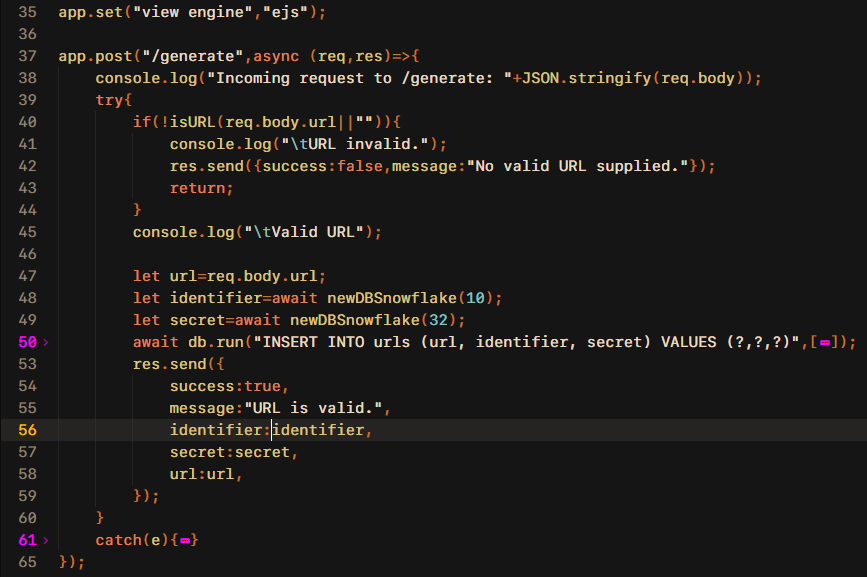 35 app.set("view engine","ejs");
36
37 app.post("/generate",async (req,res)=>{
38     console.log("Incoming request to /generate: "+JSON.stringify(req.body));
39     try{
40         if(!isURL(req.body.url||"")){
41             console.log("\tURL invalid.");
42             res.send({success:false,message:"No valid URL supplied."});
43             return;
44         }
45         console.log("\tValid URL");
46
47         let url=req.body.url;
48         let identifier=await newDBSnowflake(10);
49         let secret=await newDBSnowflake(32);
50 >         await db.run("INSERT INTO urls (url, identifier, secret) VALUES (?,?,?)",[⋯]);
53         res.send({
54             success:true,
55             message:"URL is valid.",
56             identifier:identifier,
57             secret:secret,
58             url:url,
59         });
60     }
61 >     catch(e){⋯}
65 });